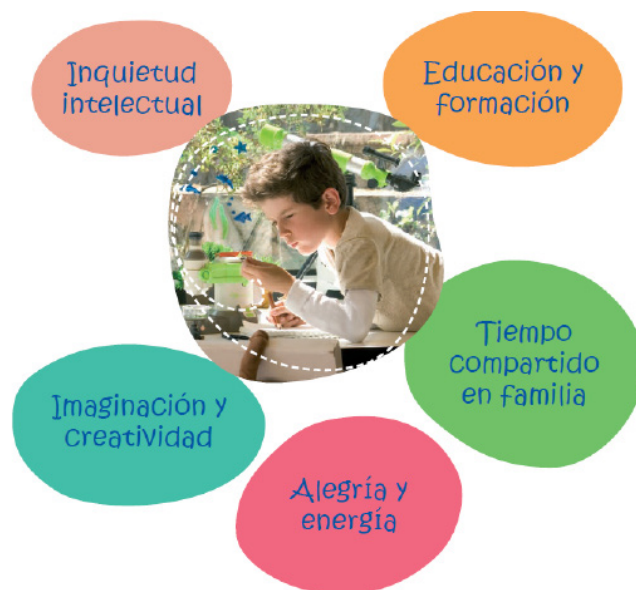 Inquietud
intelectual
Educación y
formación
Tiempo
compartido
en familia
Imaginación y
creatividad
Alegría y
energía